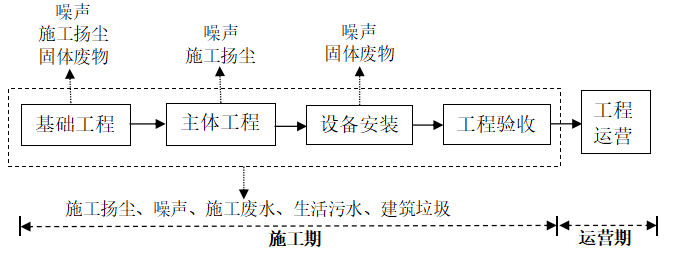 噪声
施工扬尘
固体废物
噪声
施工扬尘
噪声
固体废物
基础工程
主体工程
设备安装
工程验收
工程
运营
施工扬尘、噪声、施工废水、生活污水、建筑垃圾
施工期
运营期